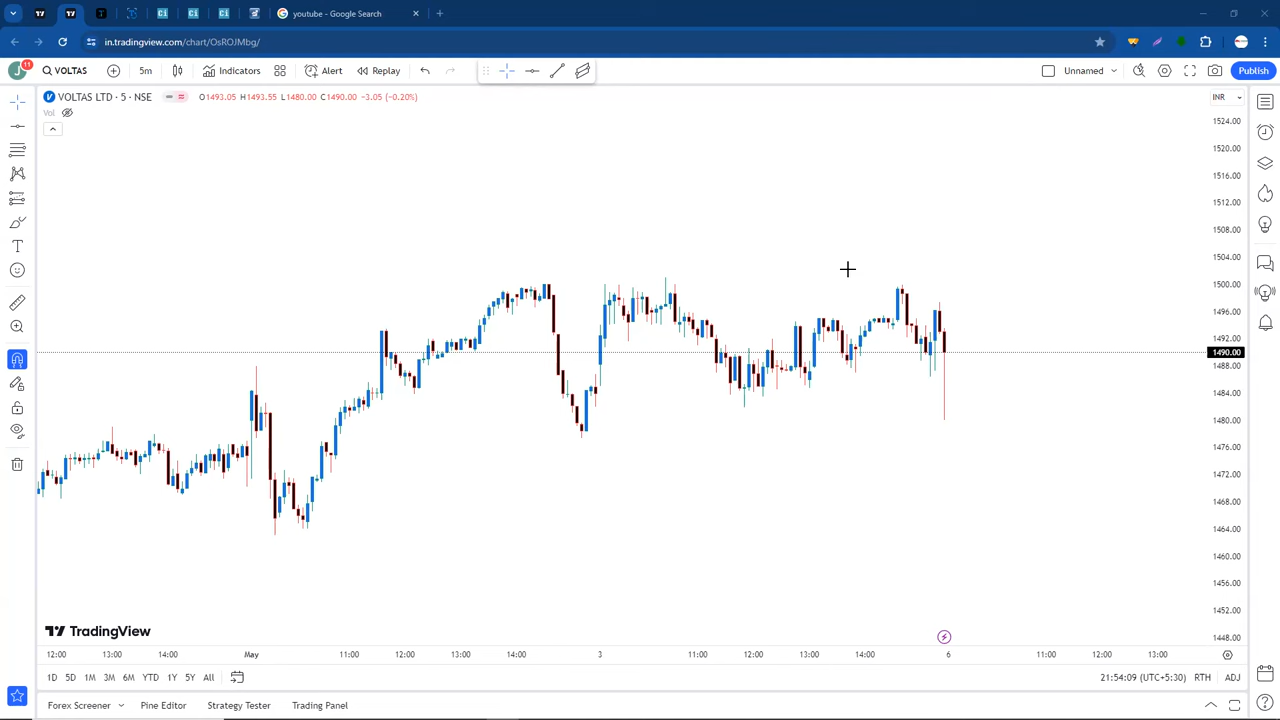 youtube - Google Search
in.tradingview.com/chart/OsROJMbg/
J 11 VOLTAS 5m Indicators Alert Replay Unnamed Publish
VOLTAS LTD · 5 · NSE O1493.05 H1493.55 L1480.00 C1490.00 −3.05 (−0.20%) INR
Vol
1524.00
1520.00
1516.00
1512.00
1508.00
1504.00
1500.00
1496.00
1492.00
1490.00
1488.00
1484.00
1480.00
1476.00
1472.00
1468.00
1464.00
1460.00
1456.00
1452.00
1448.00
TradingView
12:00 13:00 14:00 May 11:00 12:00 13:00 14:00 3 11:00 12:00 13:00 14:00 6 11:00 12:00 13:00
1D 5D 1M 3M 6M YTD 1Y 5Y All 21:54:09 (UTC+5:30) RTH ADJ
Forex Screener Pine Editor Strategy Tester Trading Panel